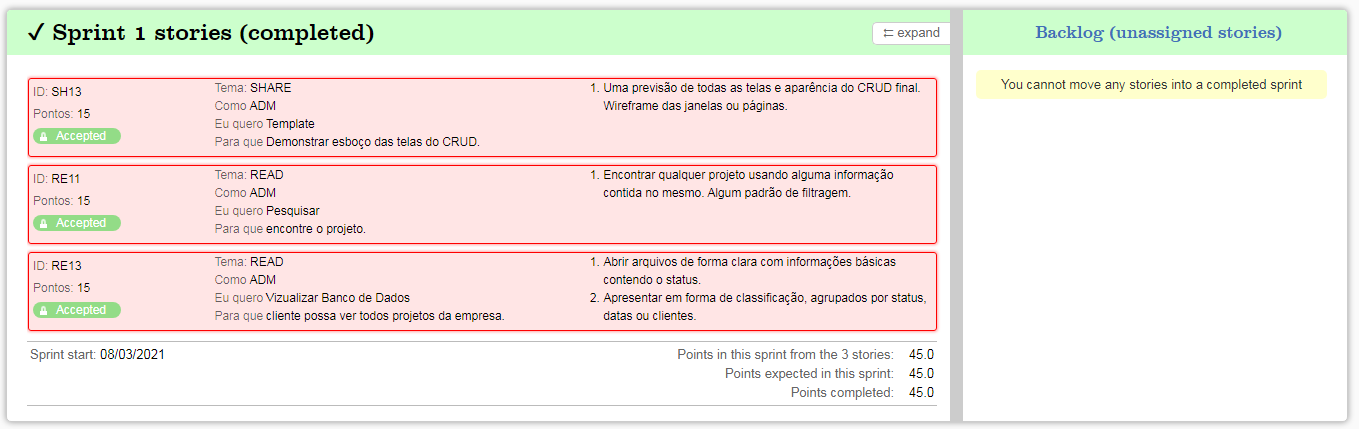 ✓ Sprint 1 stories (completed)
expand
ID: SH13
Pontos: 15
Accepted
Tema: SHARE
Como ADM
Eu quero Template
Para que Demonstrar esboço das telas do CRUD.
1. Uma previsão de todas as telas e aparência do CRUD final.
Wireframe das janelas ou páginas.
ID: RE11
Pontos: 15
Accepted
Tema: READ
Como ADM
Eu quero Pesquisar
Para que encontre o projeto.
1. Encontrar qualquer projeto usando alguma informação
contida no mesmo. Algum padrão de filtragem.
ID: RE13
Pontos: 15
Accepted
Tema: READ
Como ADM
Eu quero Vizualizar Banco de Dados
Para que cliente possa ver todos projetos da empresa.
1. Abrir arquivos de forma clara com informações básicas
contendo o status.
2. Apresentar em forma de classificação, agrupados por status,
datas ou clientes.
Sprint start: 08/03/2021
Points in this sprint from the 3 stories: 45.0
Points expected in this sprint: 45.0
Points completed: 45.0
Backlog (unassigned stories)
You cannot move any stories into a completed sprint